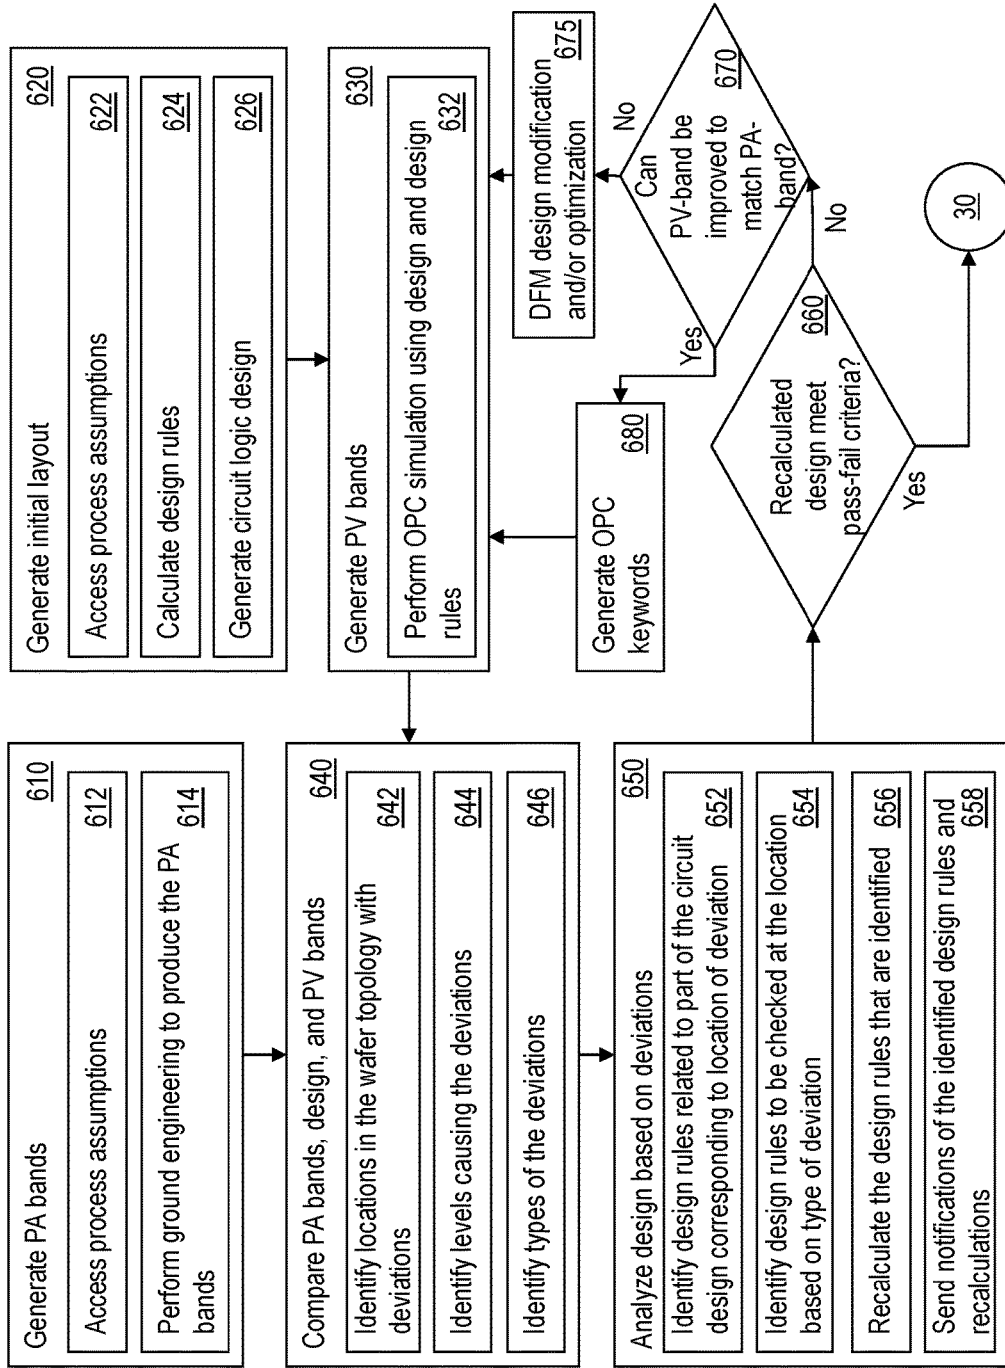 Generate PA bands 610
Access process assumptions 612
Perform ground engineering to produce the PA
bands 614
Generate initial layout 620
Access process assumptions 622
Calculate design rules 624
Generate circuit logic design 626
Generate PV bands 630
Perform OPC simulation using design and design
rules 632
Compare PA bands, design, and PV bands 640
Identify locations in the wafer topology with
deviations 642
Identify levels causing the deviations 644
Identify types of the deviations 646
Analyze design based on deviations 650
Identify design rules related to part of the circuit
design corresponding to location of deviation 652
Identify design rules to be checked at the location
based on type of deviation 654
Recalculate the design rules that are identified 656
Send notifications of the identified design rules and
recalculations 658
Recalculated
design meet
pass-fail criteria?
660
Yes
No
30
Can
PV-band be
improved to
match PA-
band?
670
Yes
No
DFM design modification
and/or optimization 675
Generate OPC
keywords 680